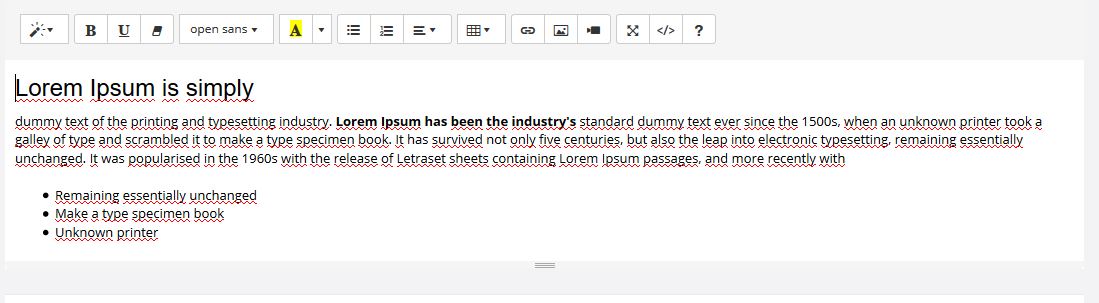 B U open sans A </> ?
Lorem Ipsum is simply
dummy text of the printing and typesetting industry. Lorem Ipsum has been the industry's standard dummy text ever since the 1500s, when an unknown printer took a
galley of type and scrambled it to make a type specimen book. It has survived not only five centuries, but also the leap into electronic typesetting, remaining essentially
unchanged. It was popularised in the 1960s with the release of Letraset sheets containing Lorem Ipsum passages, and more recently with
Remaining essentially unchanged
Make a type specimen book
Unknown printer